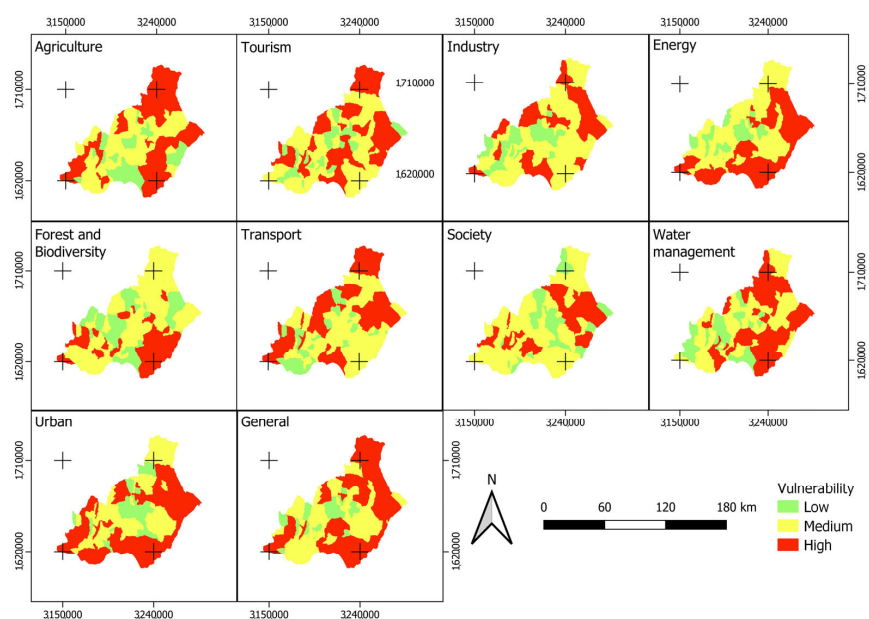 3150000 3240000 3150000 3240000
Agriculture
Tourism
Industry
Energy
1710000
1710000
1710000
1620000
1620000
1620000
Forest and
Biodiversity
Transport
Society
Water
management
1710000
1710000
1620000
1620000
3150000 3240000 3150000 3240000
Urban
General
1710000
1620000
N
0 60 120 180 km
Vulnerability
Low
Medium
High
3150000 3240000 3150000 3240000